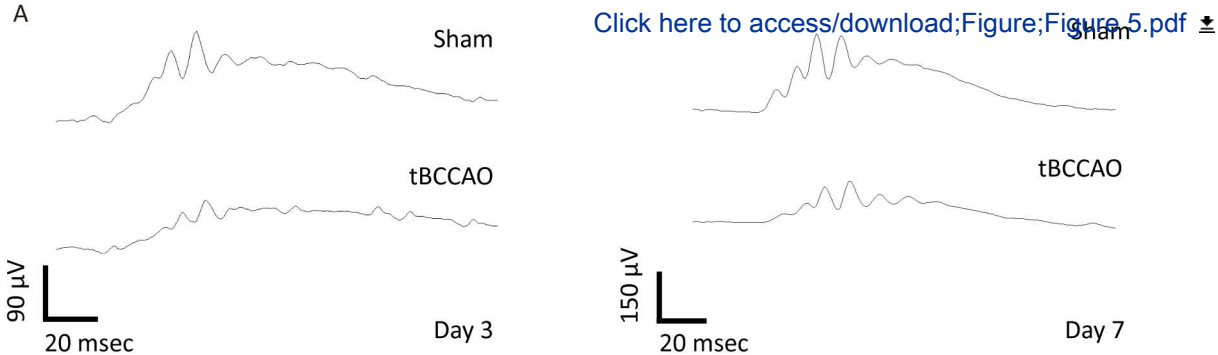 A
Click here to access/download;Figure;Figure 5.pdf
Sham
Sham
tBCCAO
tBCCAO
90 µV
20 msec
Day 3
150 µV
20 msec
Day 7